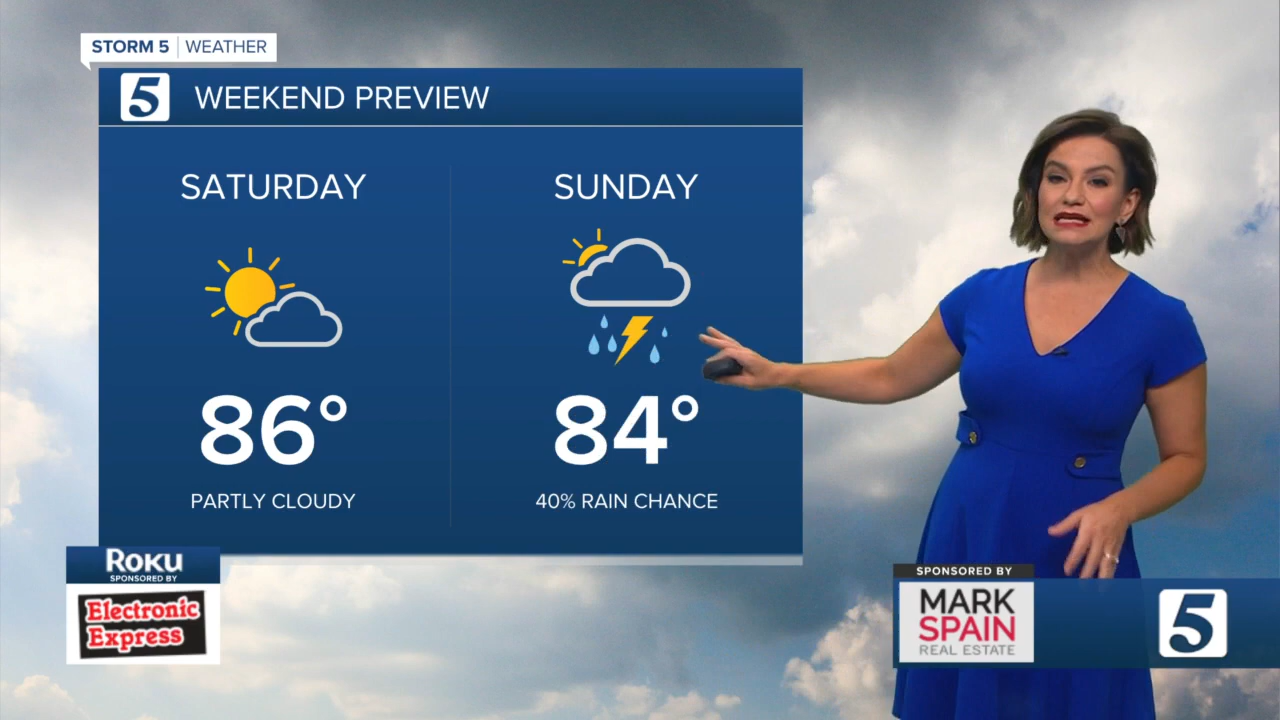 STORM 5 | WEATHER
5 WEEKEND PREVIEW
SATURDAY
86°
PARTLY CLOUDY
SUNDAY
84°
40% RAIN CHANCE
ROKU
SPONSORED BY
Electronic
Express
SPONSORED BY
MARK
SPAIN
REAL ESTATE
5